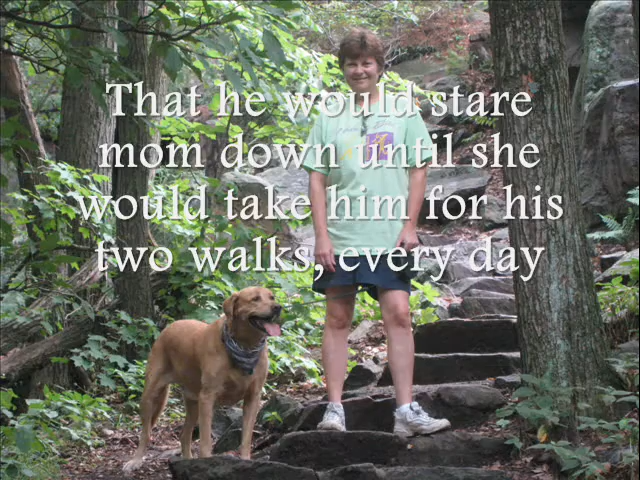 That he would stare
mom down until she
would take him for his
two walks, every day